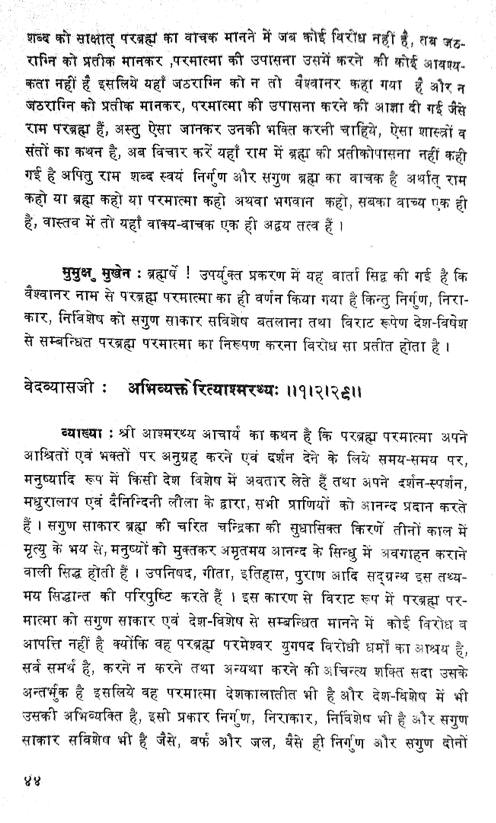 शब्द को साक्षात् परब्रह्म का वाचक मानने में जब कोई विरोध नहीं है, तब जठ-
राग्नि को प्रतीक मानकर ,परमात्मा की उपासना उसमें करने की कोई आवश्य-
कता नहीं है इसलिये यहाँ जठराग्नि को न तो वैश्वानर कहा गया है और न
जठराग्नि को प्रतीक मानकर, परमात्मा की उपासना करने की आज्ञा दी गई जैसे
राम परब्रह्म हैं, अस्तु ऐसा जानकर उनकी भक्ति करनी चाहिये, ऐसा शास्त्रों व
संतों का कथन है, अब विचार करें यहाँ राम में ब्रह्म की प्रतीकोपासना नहीं कही
गई है अपितु राम शब्द स्वयं निर्गुण और सगुण ब्रह्म का वाचक है अर्थात् राम
कहो या ब्रह्म कहो या परमात्मा कहो अथवा भगवान कहो, सबका वाच्य एक ही
है, वास्तव में तो यहाँ वाक्य-वाचक एक ही अद्वय तत्व हैं ।
मुमुक्षु मुखेन : ब्रह्मर्षे ! उपर्युक्त प्रकरण में यह वार्ता सिद्व की गई है कि
वैश्वानर नाम से परब्रह्म परमात्मा का ही वर्णन किया गया है किन्तु निर्गुण, निरा-
कार, निर्विशेष को सगुण साकार सविशेष बतलाना तथा विराट रूपेण देश-विषेश
से सम्बन्धित परब्रह्म परमात्मा का निरूपण करना विरोध सा प्रतीत होता है ।
वेदव्यासजी : अभिव्यक्ते रित्याश्मरथ्यः ॥१।२।२९॥
व्याख्या : श्री आश्मरथ्य आचार्य का कथन है कि परब्रह्म परमात्मा अपने
आश्रितों एवं भक्तों पर अनुग्रह करने एवं दर्शन देने के लिये समय-समय पर,
मनुष्यादि रूप में किसी देश विशेष में अवतार लेते हैं तथा अपने दर्शन-स्पर्शन,
मधुरालाप एवं दैनिन्दिनी लीला के द्वारा, सभी प्राणियों को आनन्द प्रदान करते
हैं । सगुण साकार ब्रह्म की चरित चन्द्रिका की सुधासिक्त किरणें तीनों काल में
मृत्यु के भय से, मनुष्यों को मुक्तकर अमृतमय आनन्द के सिन्धु में अवगाहन कराने
वाली सिद्ध होती हैं । उपनिषद, गीता, इतिहास, पुराण आदि सद्ग्रन्थ इस तथ्य-
मय सिद्धान्त की परिपुष्टि करते हैं । इस कारण से विराट रूप में परब्रह्म पर-
मात्मा को सगुण साकार एवं देश-विशेष से सम्बन्धित मानने में कोई विरोध व
आपत्ति नहीं है क्योंकि वह परब्रह्म परमेश्वर युगपद विरोधी धर्मों का आश्रय है,
सर्व समर्थ है, करने न करने तथा अन्यथा करने की अचिन्त्य शक्ति सदा उसके
अन्तर्भुक है इसलिये वह परमात्मा देशकालातीत भी है और देश-विशेष में भी
उसकी अभिव्यक्ति है, इसी प्रकार निर्गुण, निराकार, निर्विशेष भी है और सगुण
साकार सविशेष भी है जैसे, बर्फ और जल, वैसे ही निर्गुण और सगुण दोनों
४४